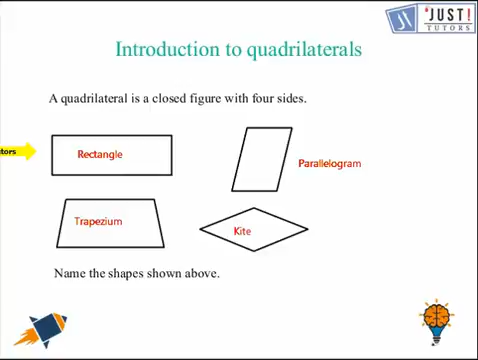 'JUST!
TUTORS
Introduction to quadrilaterals
A quadrilateral is a closed figure with four sides.
tors
Rectangle
Parallelogram
Trapezium
Kite
Name the shapes shown above.